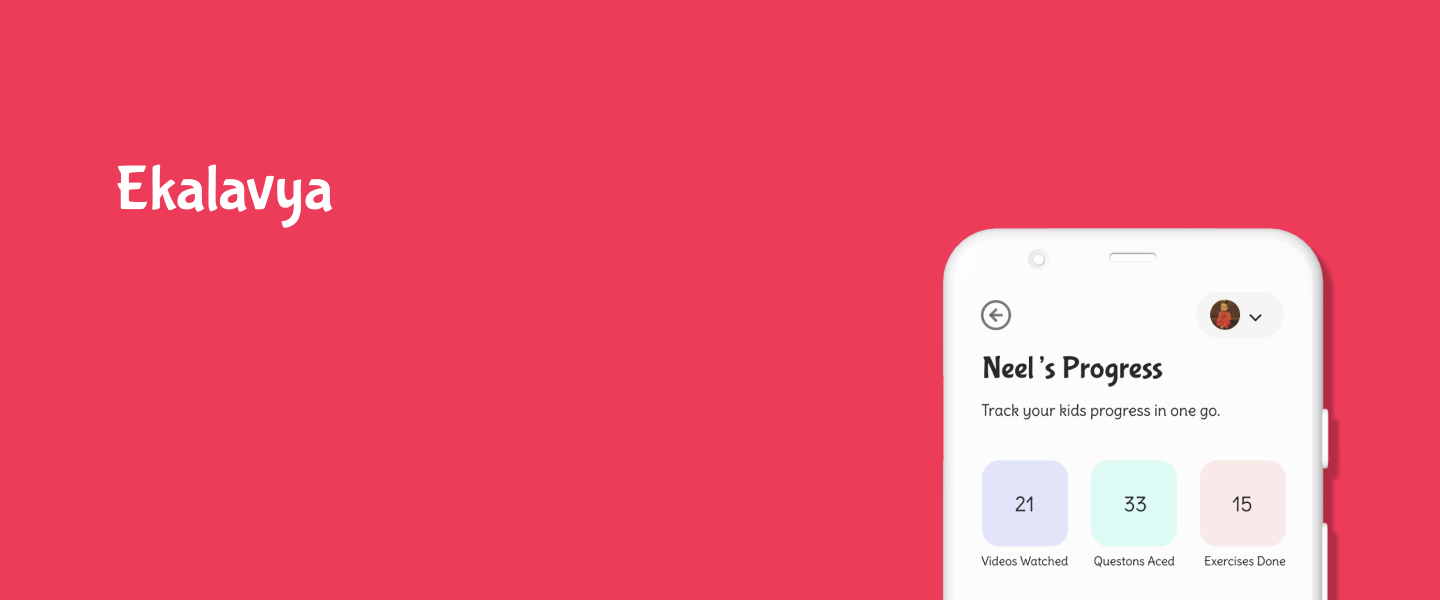 Ekalavya
Neel 's Progress
Track your kids progress in one go.
21 33 15
Videos Watched Questons Aced Exercises Done